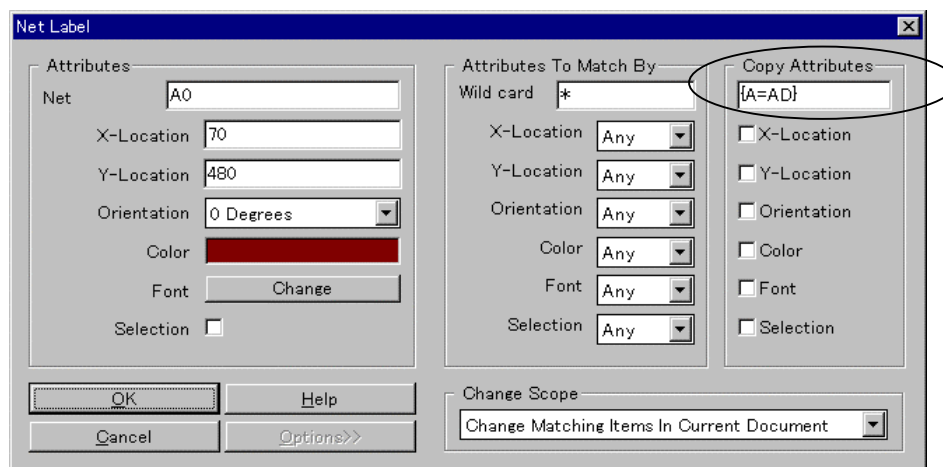 Net Label
Attributes
Net A0
X-Location 70
Y-Location 480
Orientation 0 Degrees
Color
Font Change
Selection
OK Help
Cancel Options>>
Attributes To Match By
Wild card *
X-Location Any
Y-Location Any
Orientation Any
Color Any
Font Any
Selection Any
Copy Attributes
{A=AD}
X-Location
Y-Location
Orientation
Color
Font
Selection
Change Scope
Change Matching Items In Current Document